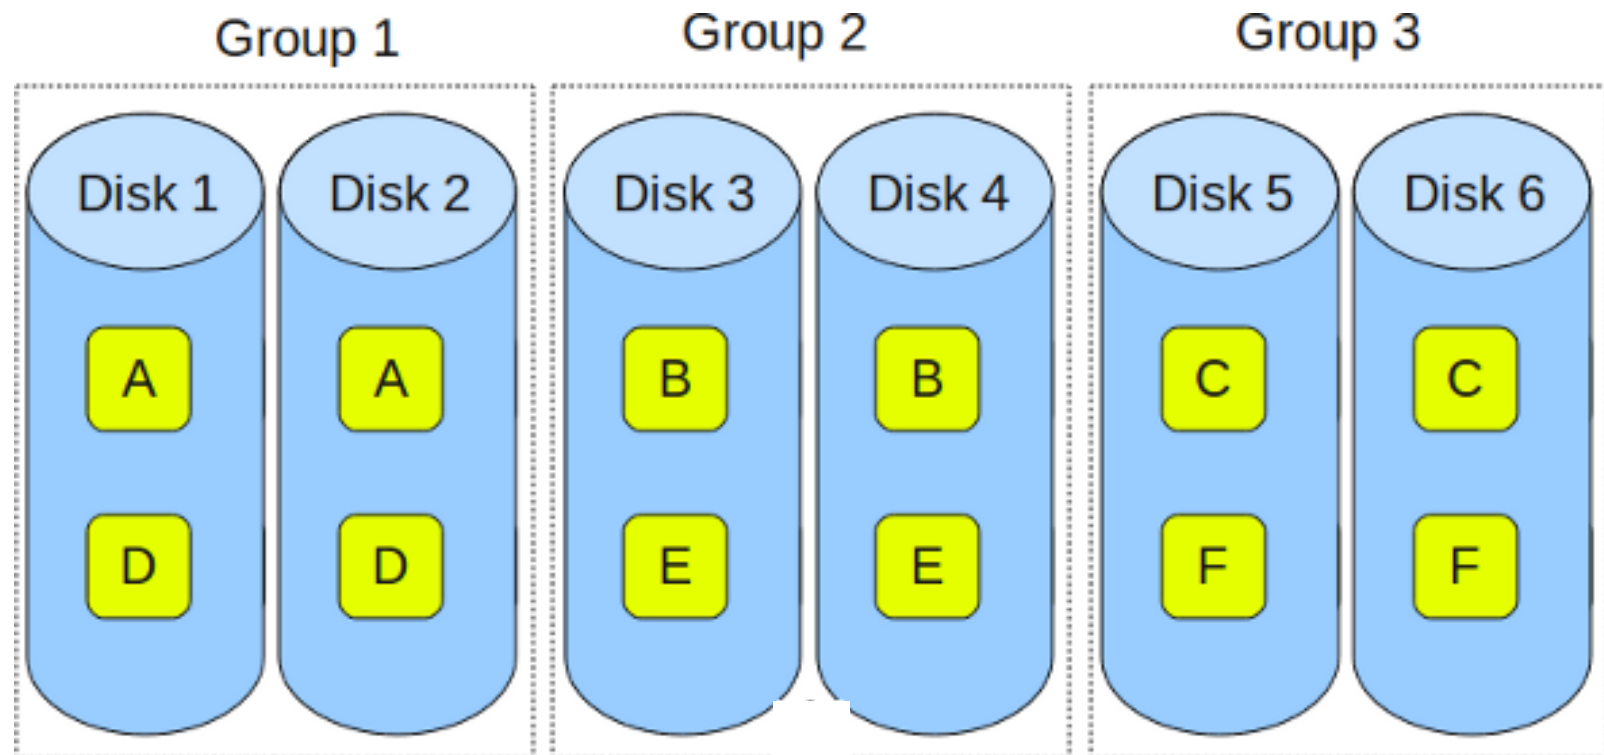 Group 1 Group 2 Group 3
Disk 1 Disk 2 Disk 3 Disk 4 Disk 5 Disk 6
A A B B C C
D D E E F F